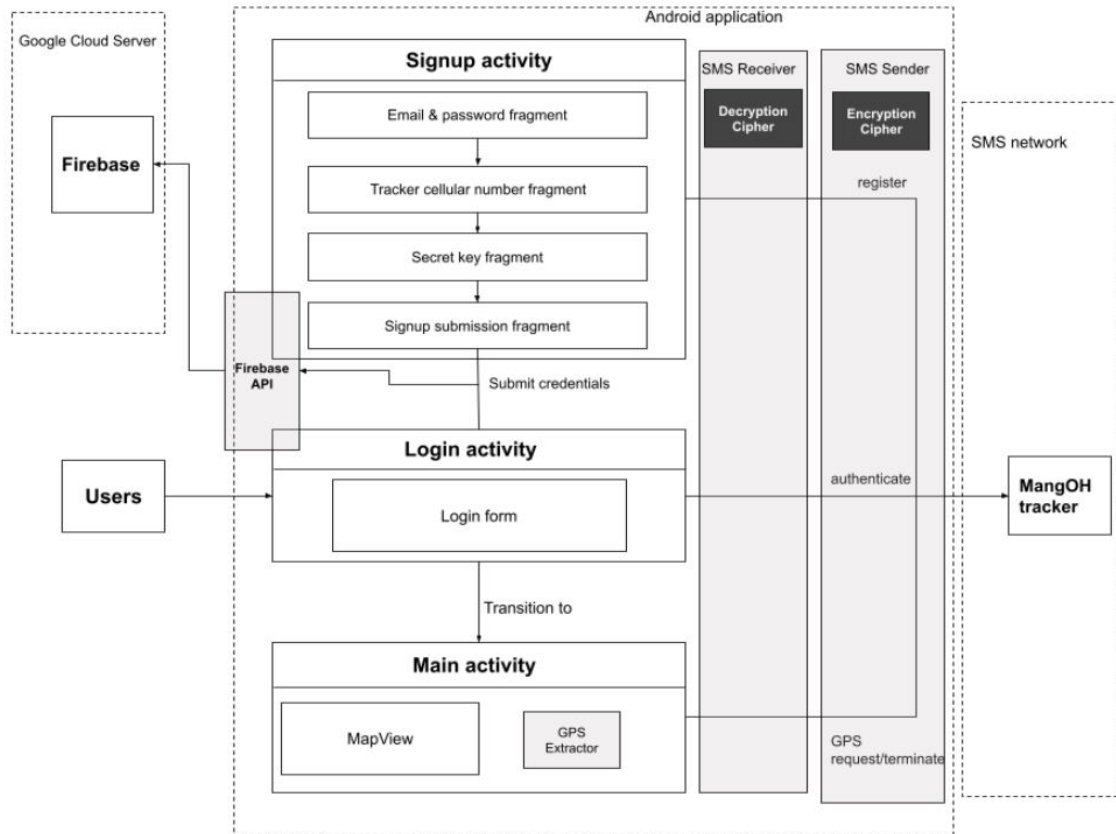 Android application
Google Cloud Server
Signup activity
SMS Receiver
SMS Sender
Email & password fragment
Decryption
Cipher
Encryption
Cipher
SMS network
Firebase
Tracker cellular number fragment
register
Secret key fragment
Signup submission fragment
Firebase
API
Submit credentials
Login activity
Users
Login form
authenticate
MangOH
tracker
Transition to
Main activity
MapView
GPS
Extractor
GPS
request/terminate